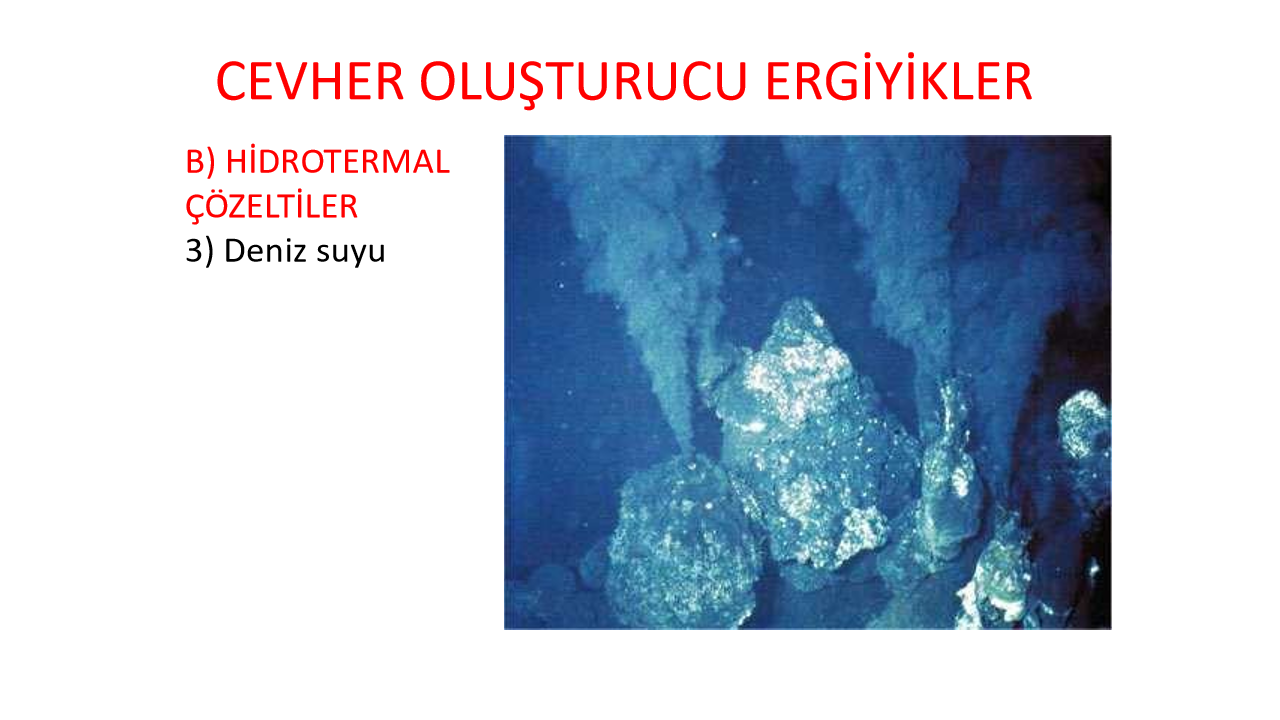 CEVHER OLUŞTURUCU ERGİYİKLER
B) HİDROTERMAL
ÇÖZELTİLER
3) Deniz suyu